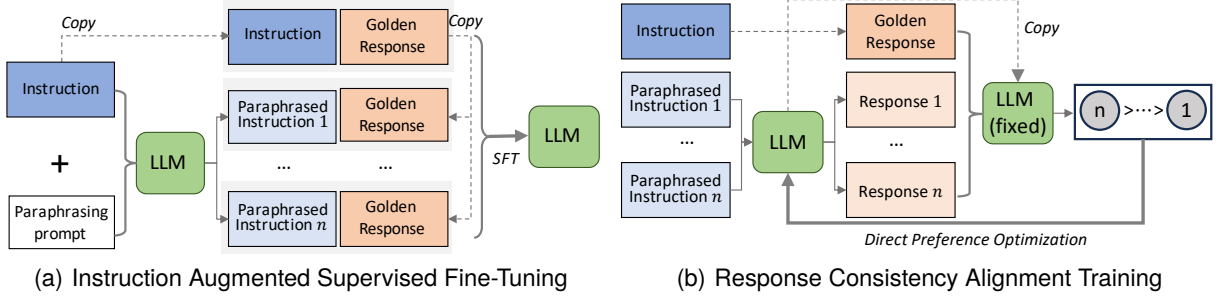 Copy
Instruction
Golden
Response
Copy
Instruction
Paraphrased
Instruction 1
Golden
Response
+
LLM
...
...
SFT
LLM
Paraphrasing
prompt
Paraphrased
Instruction n
Golden
Response
(a) Instruction Augmented Supervised Fine-Tuning
Instruction
Golden
Response
Copy
Paraphrased
Instruction 1
Response 1
...
LLM
...
LLM
(fixed)
n >···> 1
Paraphrased
Instruction n
Response n
Direct Preference Optimization
(b) Response Consistency Alignment Training